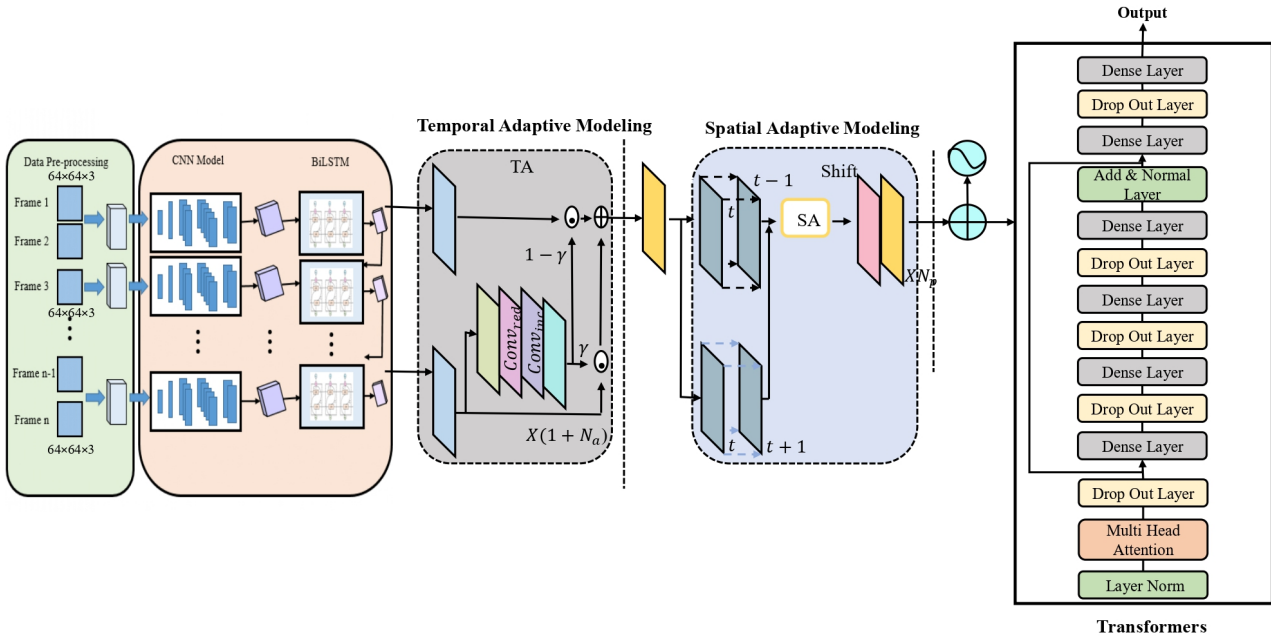 Data Pre-processing
64×64×3
Frame 1
Frame 2
Frame 3
64×64×3
Frame n-1
Frame n
64×64×3
CNN Model
BiLSTM
Temporal Adaptive Modeling
TA
1 − γ
Conv_red
Conv_inc
γ
X(1 + N_a)
Spatial Adaptive Modeling
t − 1
Shift
t
SA
XN_p
t
t + 1
Output
Dense Layer
Drop Out Layer
Dense Layer
Add & Normal
Layer
Dense Layer
Drop Out Layer
Dense Layer
Drop Out Layer
Dense Layer
Drop Out Layer
Dense Layer
Drop Out Layer
Multi Head
Attention
Layer Norm
Transformers